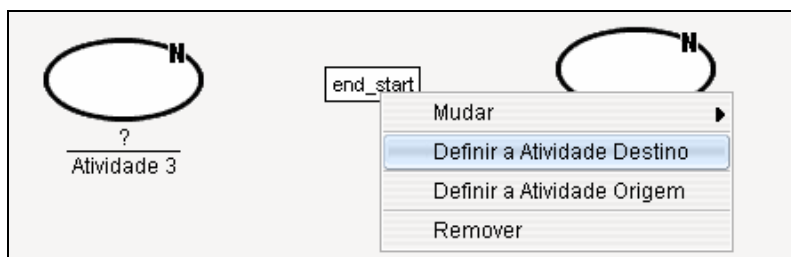 N
N
end_start
Mudar
?
Definir a Atividade Destino
Atividade 3
Definir a Atividade Origem
Remover